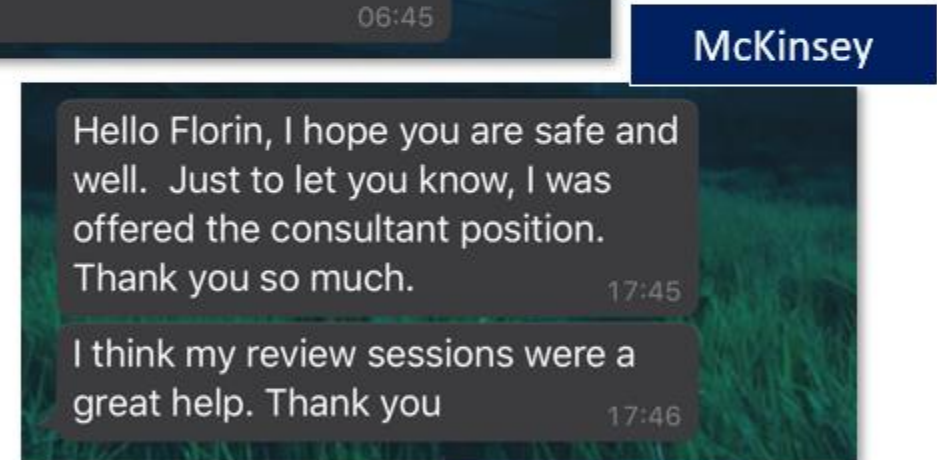 06:45
McKinsey
Hello Florin, I hope you are safe and
well.  Just to let you know, I was
offered the consultant position.
Thank you so much.
17:45
I think my review sessions were a
great help. Thank you
17:46